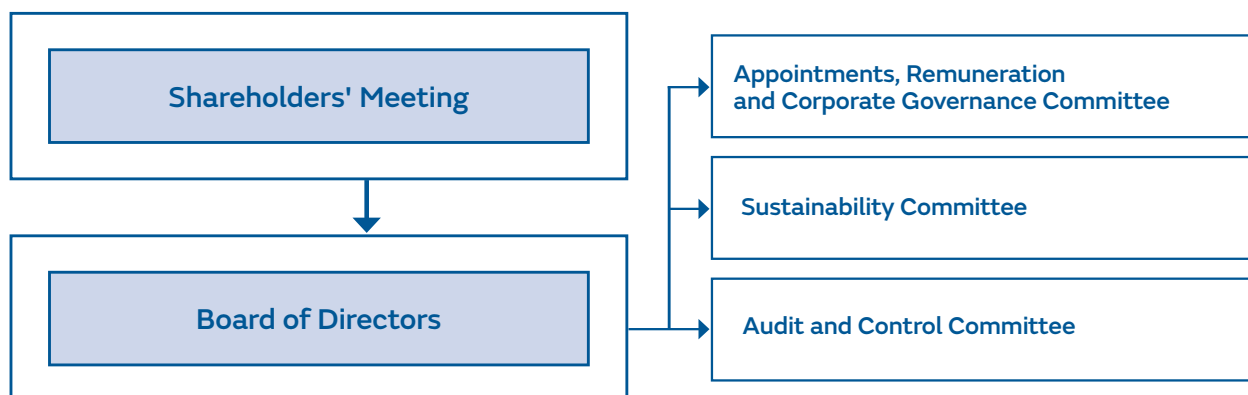 Shareholders' Meeting
Board of Directors
Appointments, Remuneration
and Corporate Governance Committee
Sustainability Committee
Audit and Control Committee